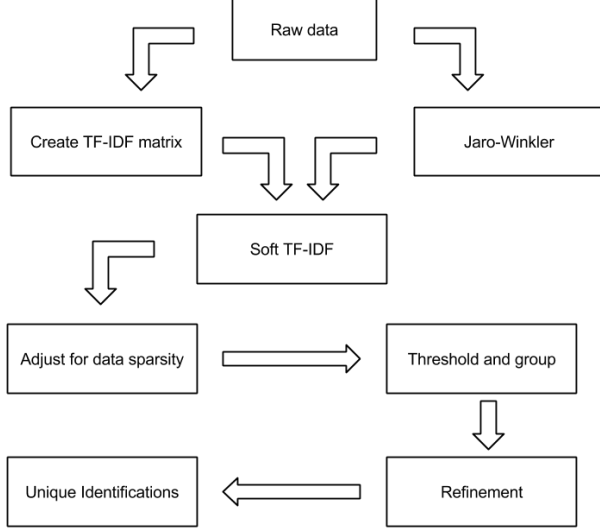 Raw data
Create TF-IDF matrix
Jaro-Winkler
Soft TF-IDF
Adjust for data sparsity
Threshold and group
Unique Identifications
Refinement